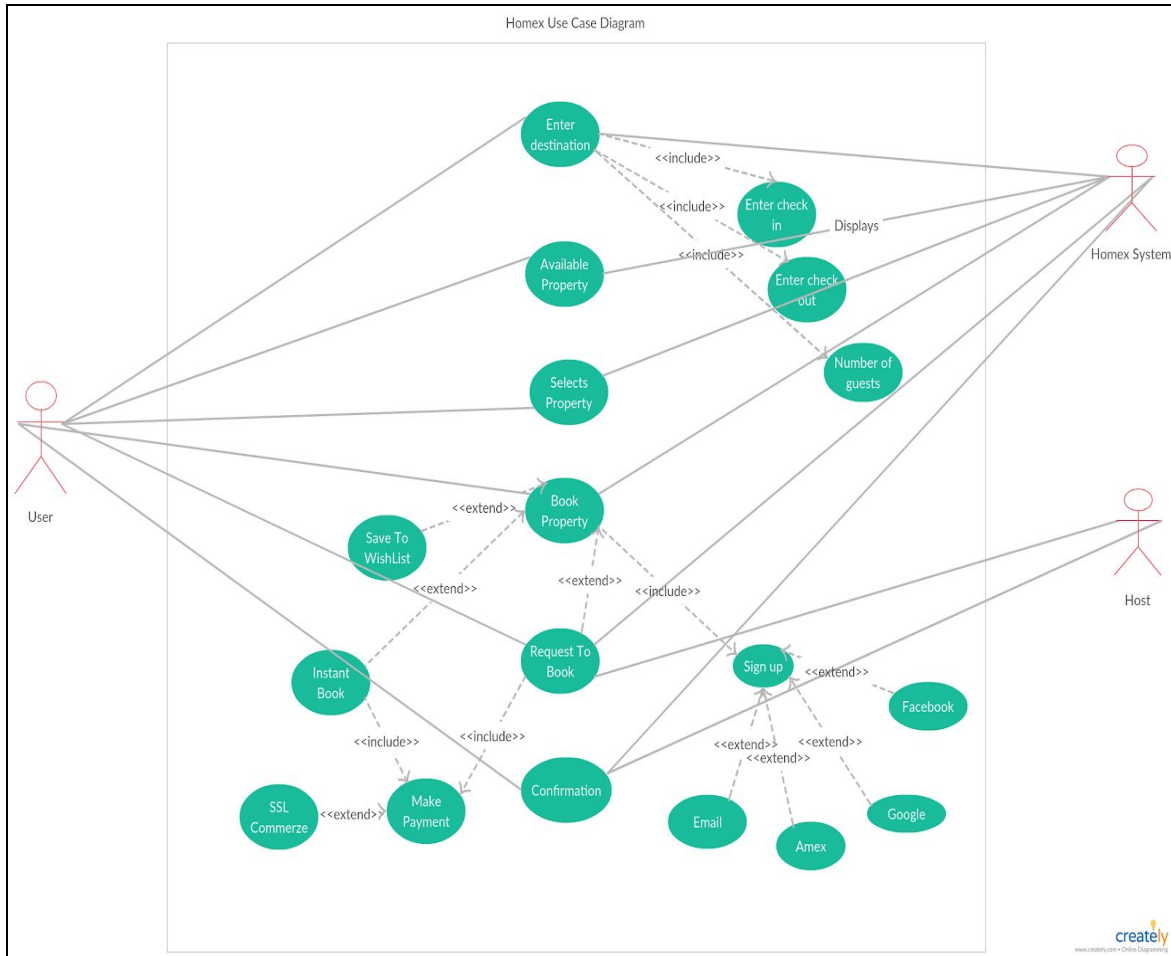 Homex Use Case Diagram
Enter
destination
<<include>>
<<include>>
<<include>>
Enter check
in
Displays
Homex System
Available
Property
Enter check
out
Number of
guests
Selects
Property
User
Book
Property
<<extend>>
Save To
WishList
<<extend>>
<<extend>>
<<include>>
Host
Request To
Book
Sign up
<<extend>>
Instant
Book
Facebook
<<include>>
<<include>>
<<extend>>
<<extend>>
<<extend>>
Confirmation
SSL
Commerze
<<extend>>
Make
Payment
Email
Amex
Google
creately
www.creately.com • Online Diagramming